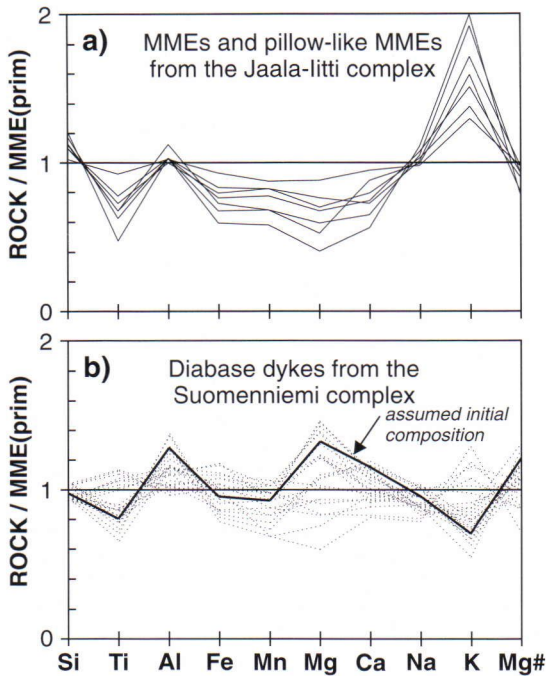 2
a)
MMEs and pillow-like MMEs
from the Jaala-Iitti complex
ROCK / MME(prim)
1
0
2
b)
Diabase dykes from the
Suomenniemi complex
assumed initial
composition
ROCK / MME(prim)
1
0
Si Ti Al Fe Mn Mg Ca Na K Mg#